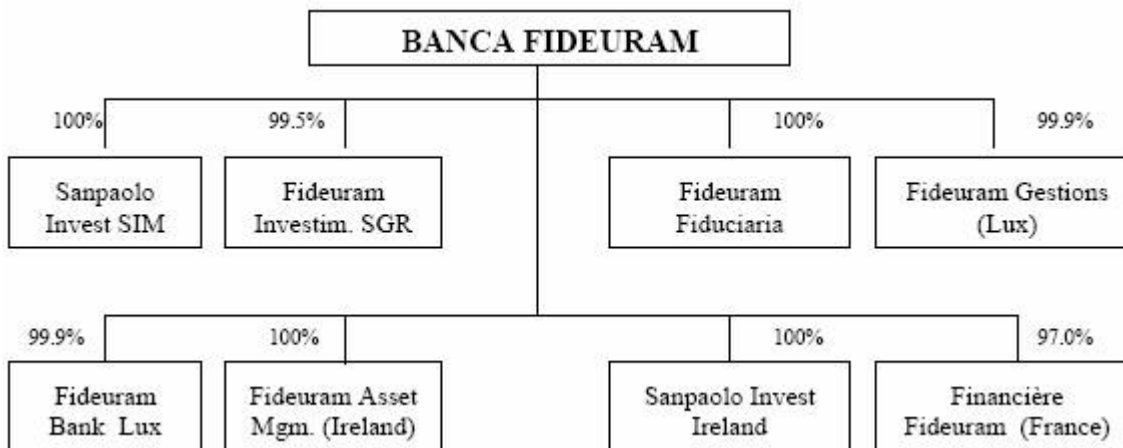 BANCA FIDEURAM
100%
99.5%
100%
99.9%
Sanpaolo
Invest SIM
Fideuram
Investim. SGR
Fideuram
Fiduciaria
Fideuram Gestions
(Lux)
99.9%
100%
100%
97.0%
Fideuram
Bank Lux
Fideuram Asset
Mgm. (Ireland)
Sanpaolo Invest
Ireland
Financière
Fideuram (France)